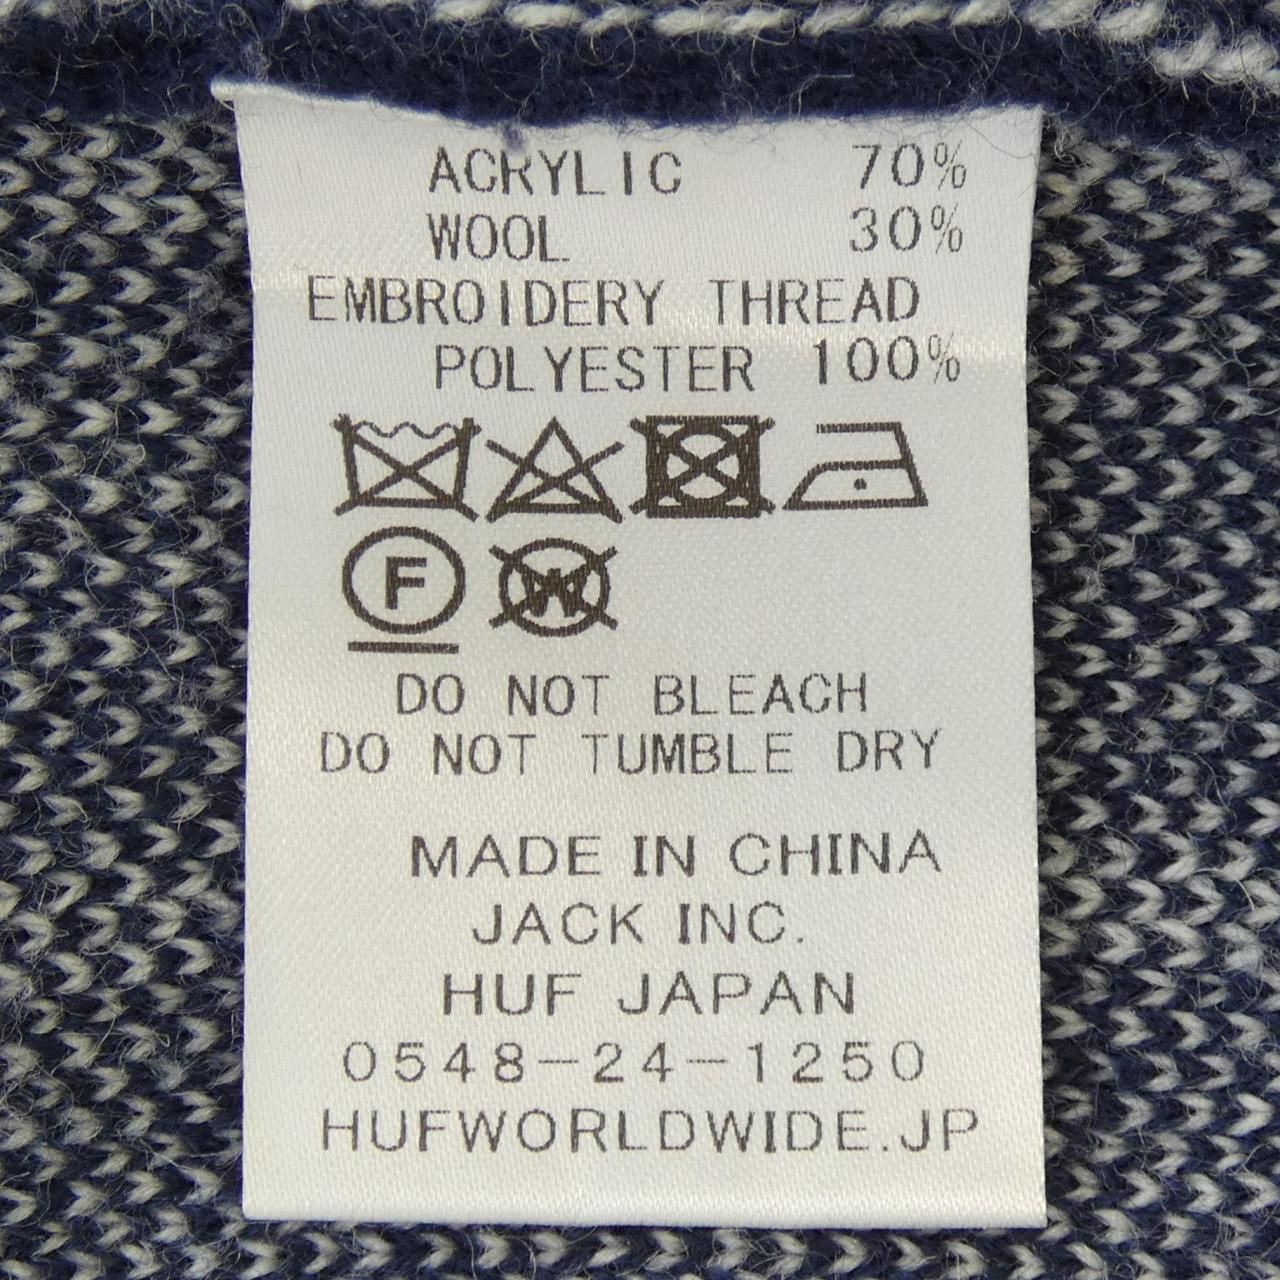 ACRYLIC 70%
WOOL 30%
EMBROIDERY THREAD
POLYESTER 100%
F W
DO NOT BLEACH
DO NOT TUMBLE DRY
MADE IN CHINA
JACK INC.
HUF JAPAN
0548-24-1250
HUFWORLDWIDE.JP